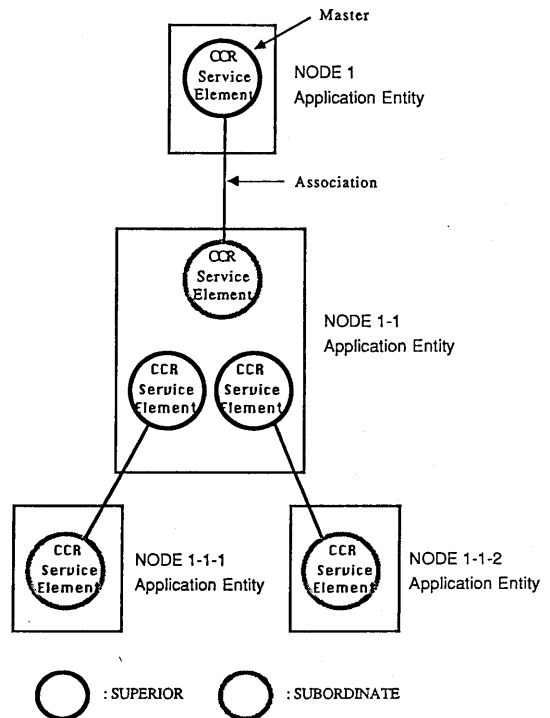 Master
CCR
Service
Element
NODE 1
Application Entity
Association
CCR
Service
Element
NODE 1-1
Application Entity
CCR
Service
Element
CCR
Service
Element
CCR
Service
Element
NODE 1-1-1
Application Entity
CCR
Service
Element
NODE 1-1-2
Application Entity
: SUPERIOR
: SUBORDINATE